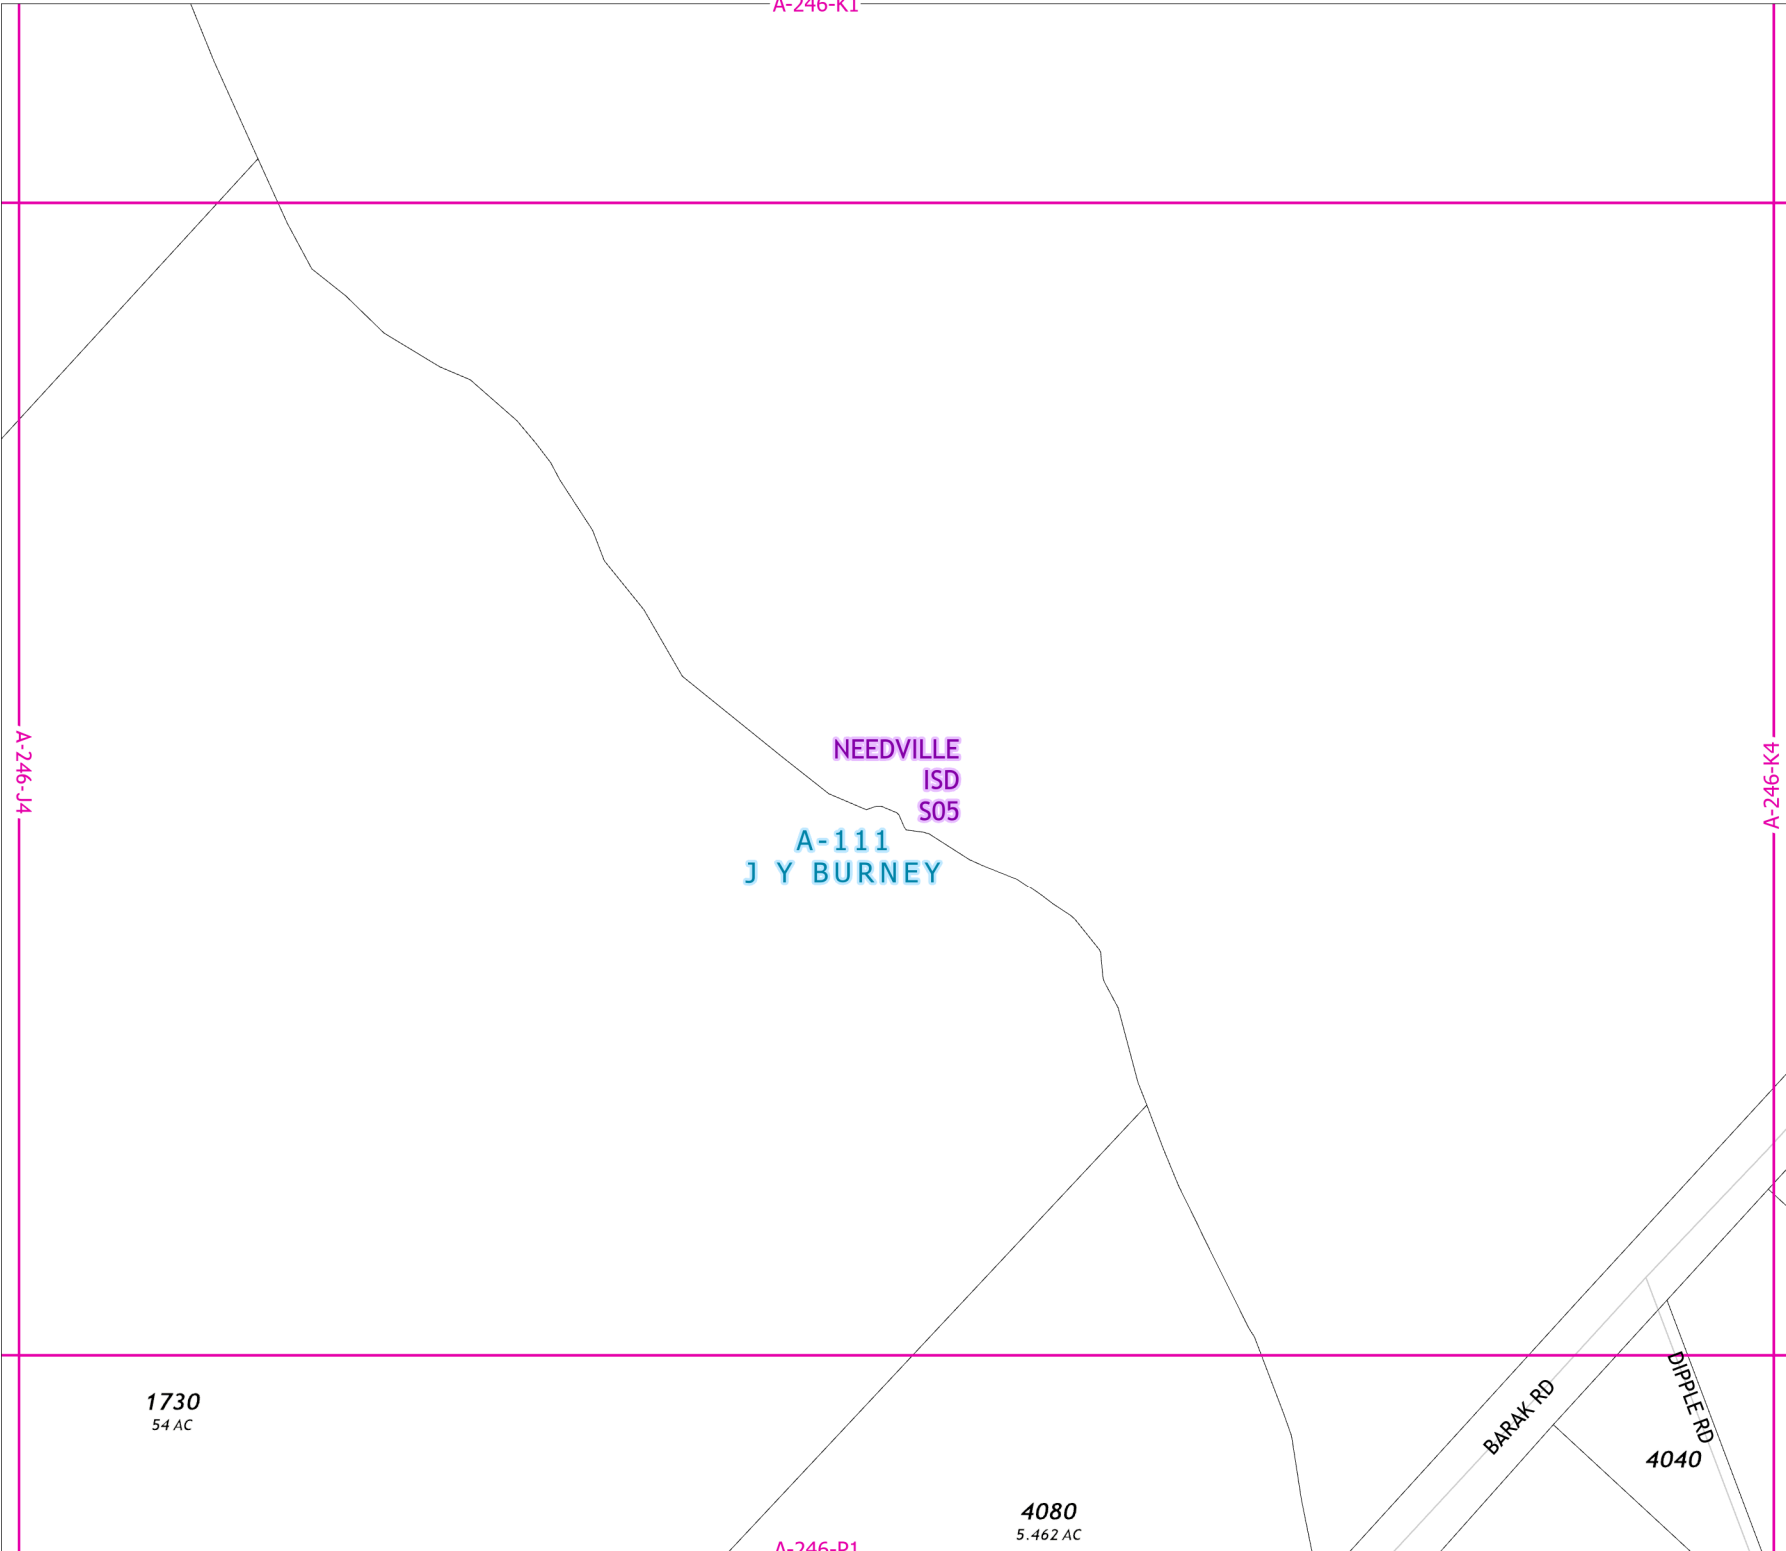 A-246-K1
A-246-J4
NEEDVILLE
ISD
S05
A-246-K4
A-111
J Y BURNEY
1730
54 AC
BARAK RD
DIPPLE RD
4040
4080
5.462 AC
A-246-P1